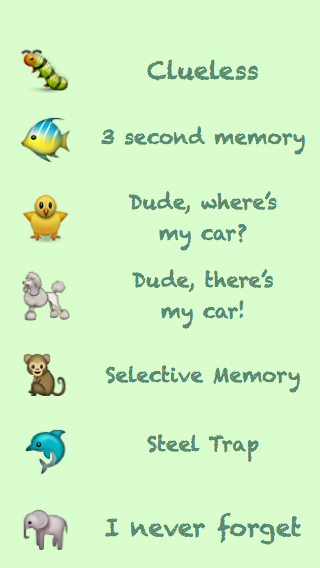 Clueless
3 second memory
Dude, where's
my car?
Dude, there's
my car!
Selective Memory
Steel Trap
I never forget